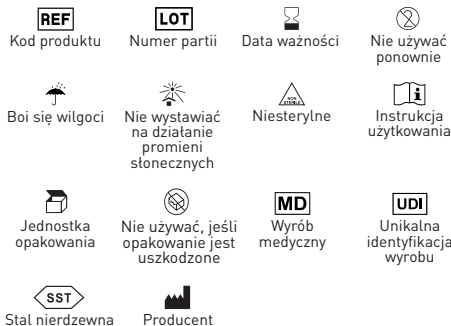 REF
LOT
Kod produktu
Numer partii
Data ważności
2
Nie używać
ponownie
Boi się wilgoci
Nie wystawiać
na działanie
promieni
słonecznych
NON
STERILE
Niesterylne
i
Instrukcja
użytkowania
Jednostka
opakowania
Nie używać, jeśli
opakowanie jest
uszkodzone
MD
Wyrób
medyczny
UDI
Unikalna
identyfikacja
wyrobu
SST
Stal nierdzewna
Producent